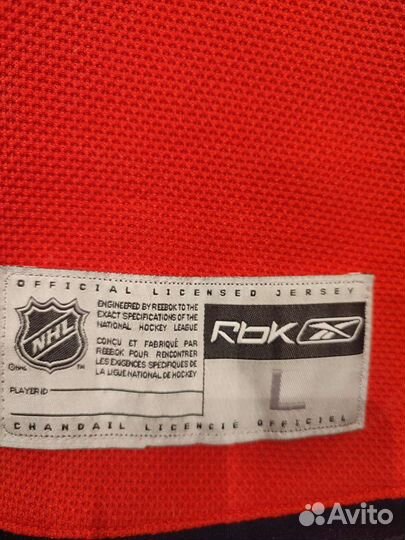 OFFICIAL LICENSED JERSEY
NHL
©NHL
TM
ENGINEERED BY REEBOK TO THE
EXACT SPECIFICATIONS OF THE
NATIONAL HOCKEY LEAGUE
CONÇU ET FABRIQUÉ PAR
REEBOK POUR RENCONTRER
LES EXIGENCES SPÉCIFIQUES DE
LA LIGUE NATIONAL DE HOCKEY
PLAYER ID
Rbk
L
CHANDAIL LICENCIÉ OFFICIEL
Avito